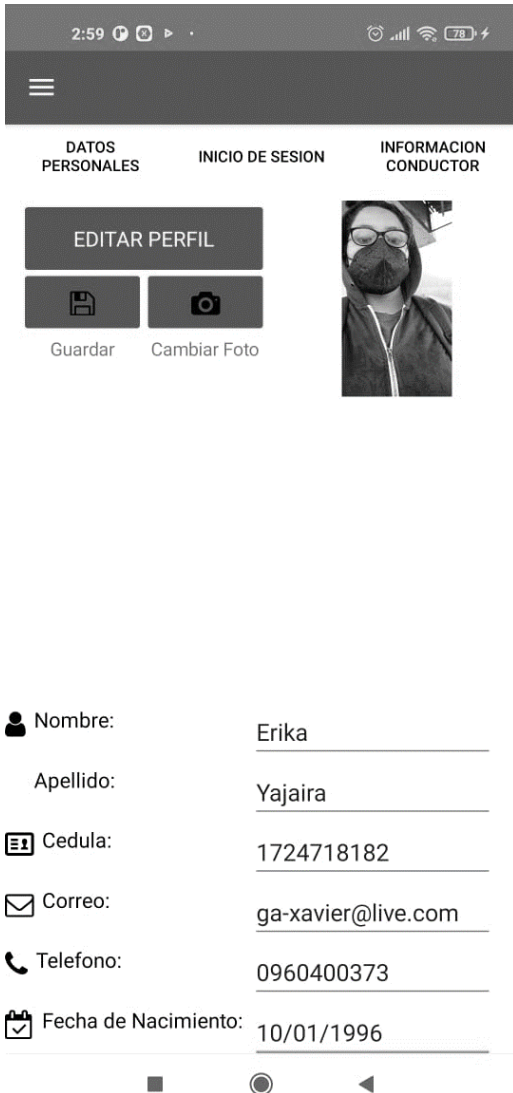 2:59
78
DATOS PERSONALES
INICIO DE SESION
INFORMACION CONDUCTOR
EDITAR PERFIL
Guardar
Cambiar Foto
Nombre:
Erika
Apellido:
Yajaira
Cedula:
1724718182
Correo:
ga-xavier@live.com
Telefono:
0960400373
Fecha de Nacimiento:
10/01/1996